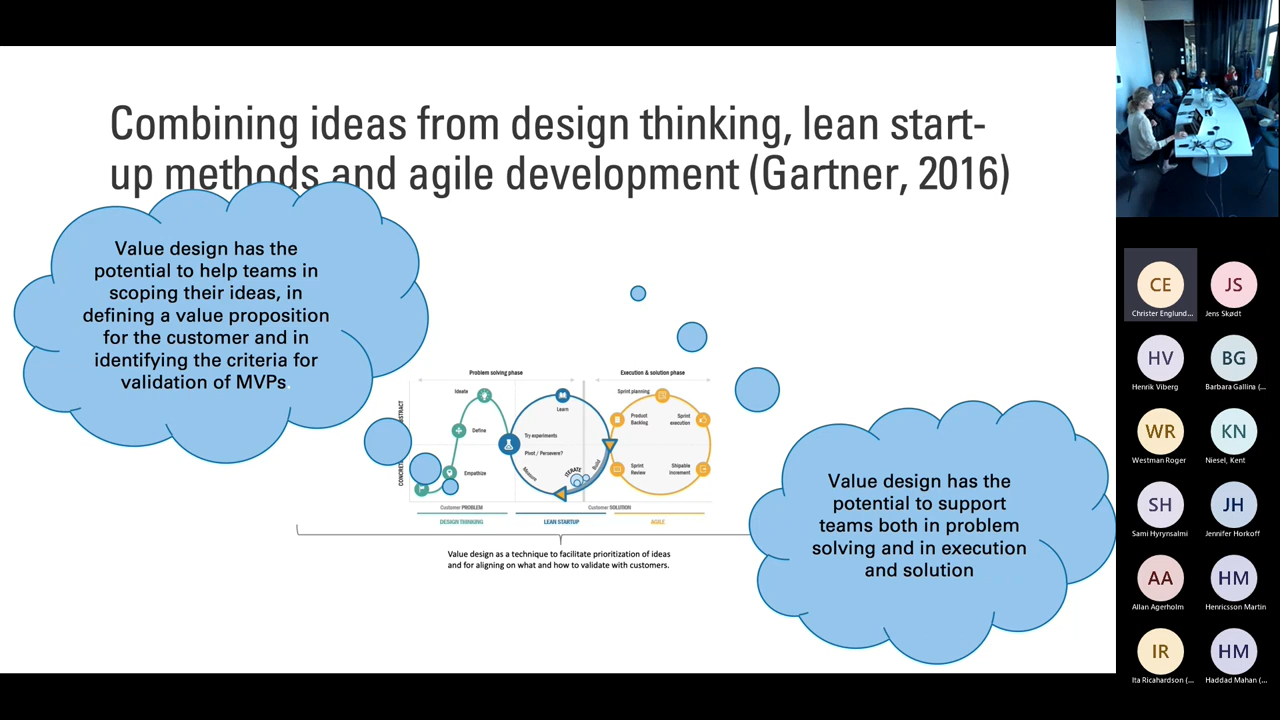 Combining ideas from design thinking, lean start-
up methods and agile development (Gartner, 2016)
Value design has the
potential to help teams in
scoping their ideas, in
defining a value proposition
for the customer and in
identifying the criteria for
validation of MVPs.
Problem solving phase
Execution & solution phase
Ideate
Define
Empathize
Learn
Try experiments
Pivot / Persevere?
Measure
ITERATE
Build
Sprint planning
Product
Backlog
Sprint
execution
Sprint
Review
Shipable
increment
Customer PROBLEM
Customer SOLUTION
DESIGN THINKING
LEAN STARTUP
AGILE
Value design as a technique to facilitate prioritization of ideas
and for aligning on what and how to validate with customers.
Value design has the
potential to support
teams both in problem
solving and in execution
and solution
CE
JS
Christer Englund...
Jens Skødt
HV
BG
Henrik Viberg
Barbara Gallina (...
WR
KN
Westman Roger
Niesel, Kent
SH
JH
Sami Hyrynsalmi
Jennifer Horkoff
AA
HM
Allan Agerholm
Henricsson Martin
IR
HM
Ita Ricahardson (...
Haddad Mahan (...